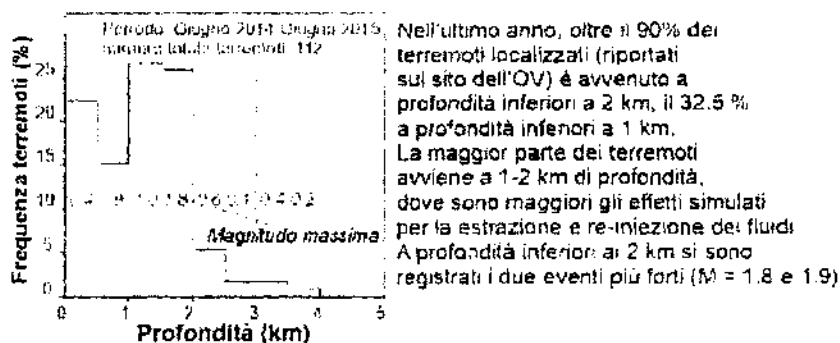 Periodo: Giugno 2014-Giugno 2015
numero totale terremoti: 112
Frequenza terremoti (%)
25
20
15
10
5
0
Magnitudo massima
0 1 2 3 4 5
Profondità (km)
Nell'ultimo anno, oltre il 90% dei
terremoti localizzati (riportati
sul sito dell'OV) é avvenuto a
profondità inferiori a 2 km, il 32.5 %
a profondità inferiori a 1 km.
La maggior parte dei terremoti
avviene a 1-2 km di profondità,
dove sono maggiori gli effetti simulati
per la estrazione e re-iniezione dei fluidi
A profondità inferiori ai 2 km si sono
registrati i due eventi più forti (M = 1.8 e 1.9)